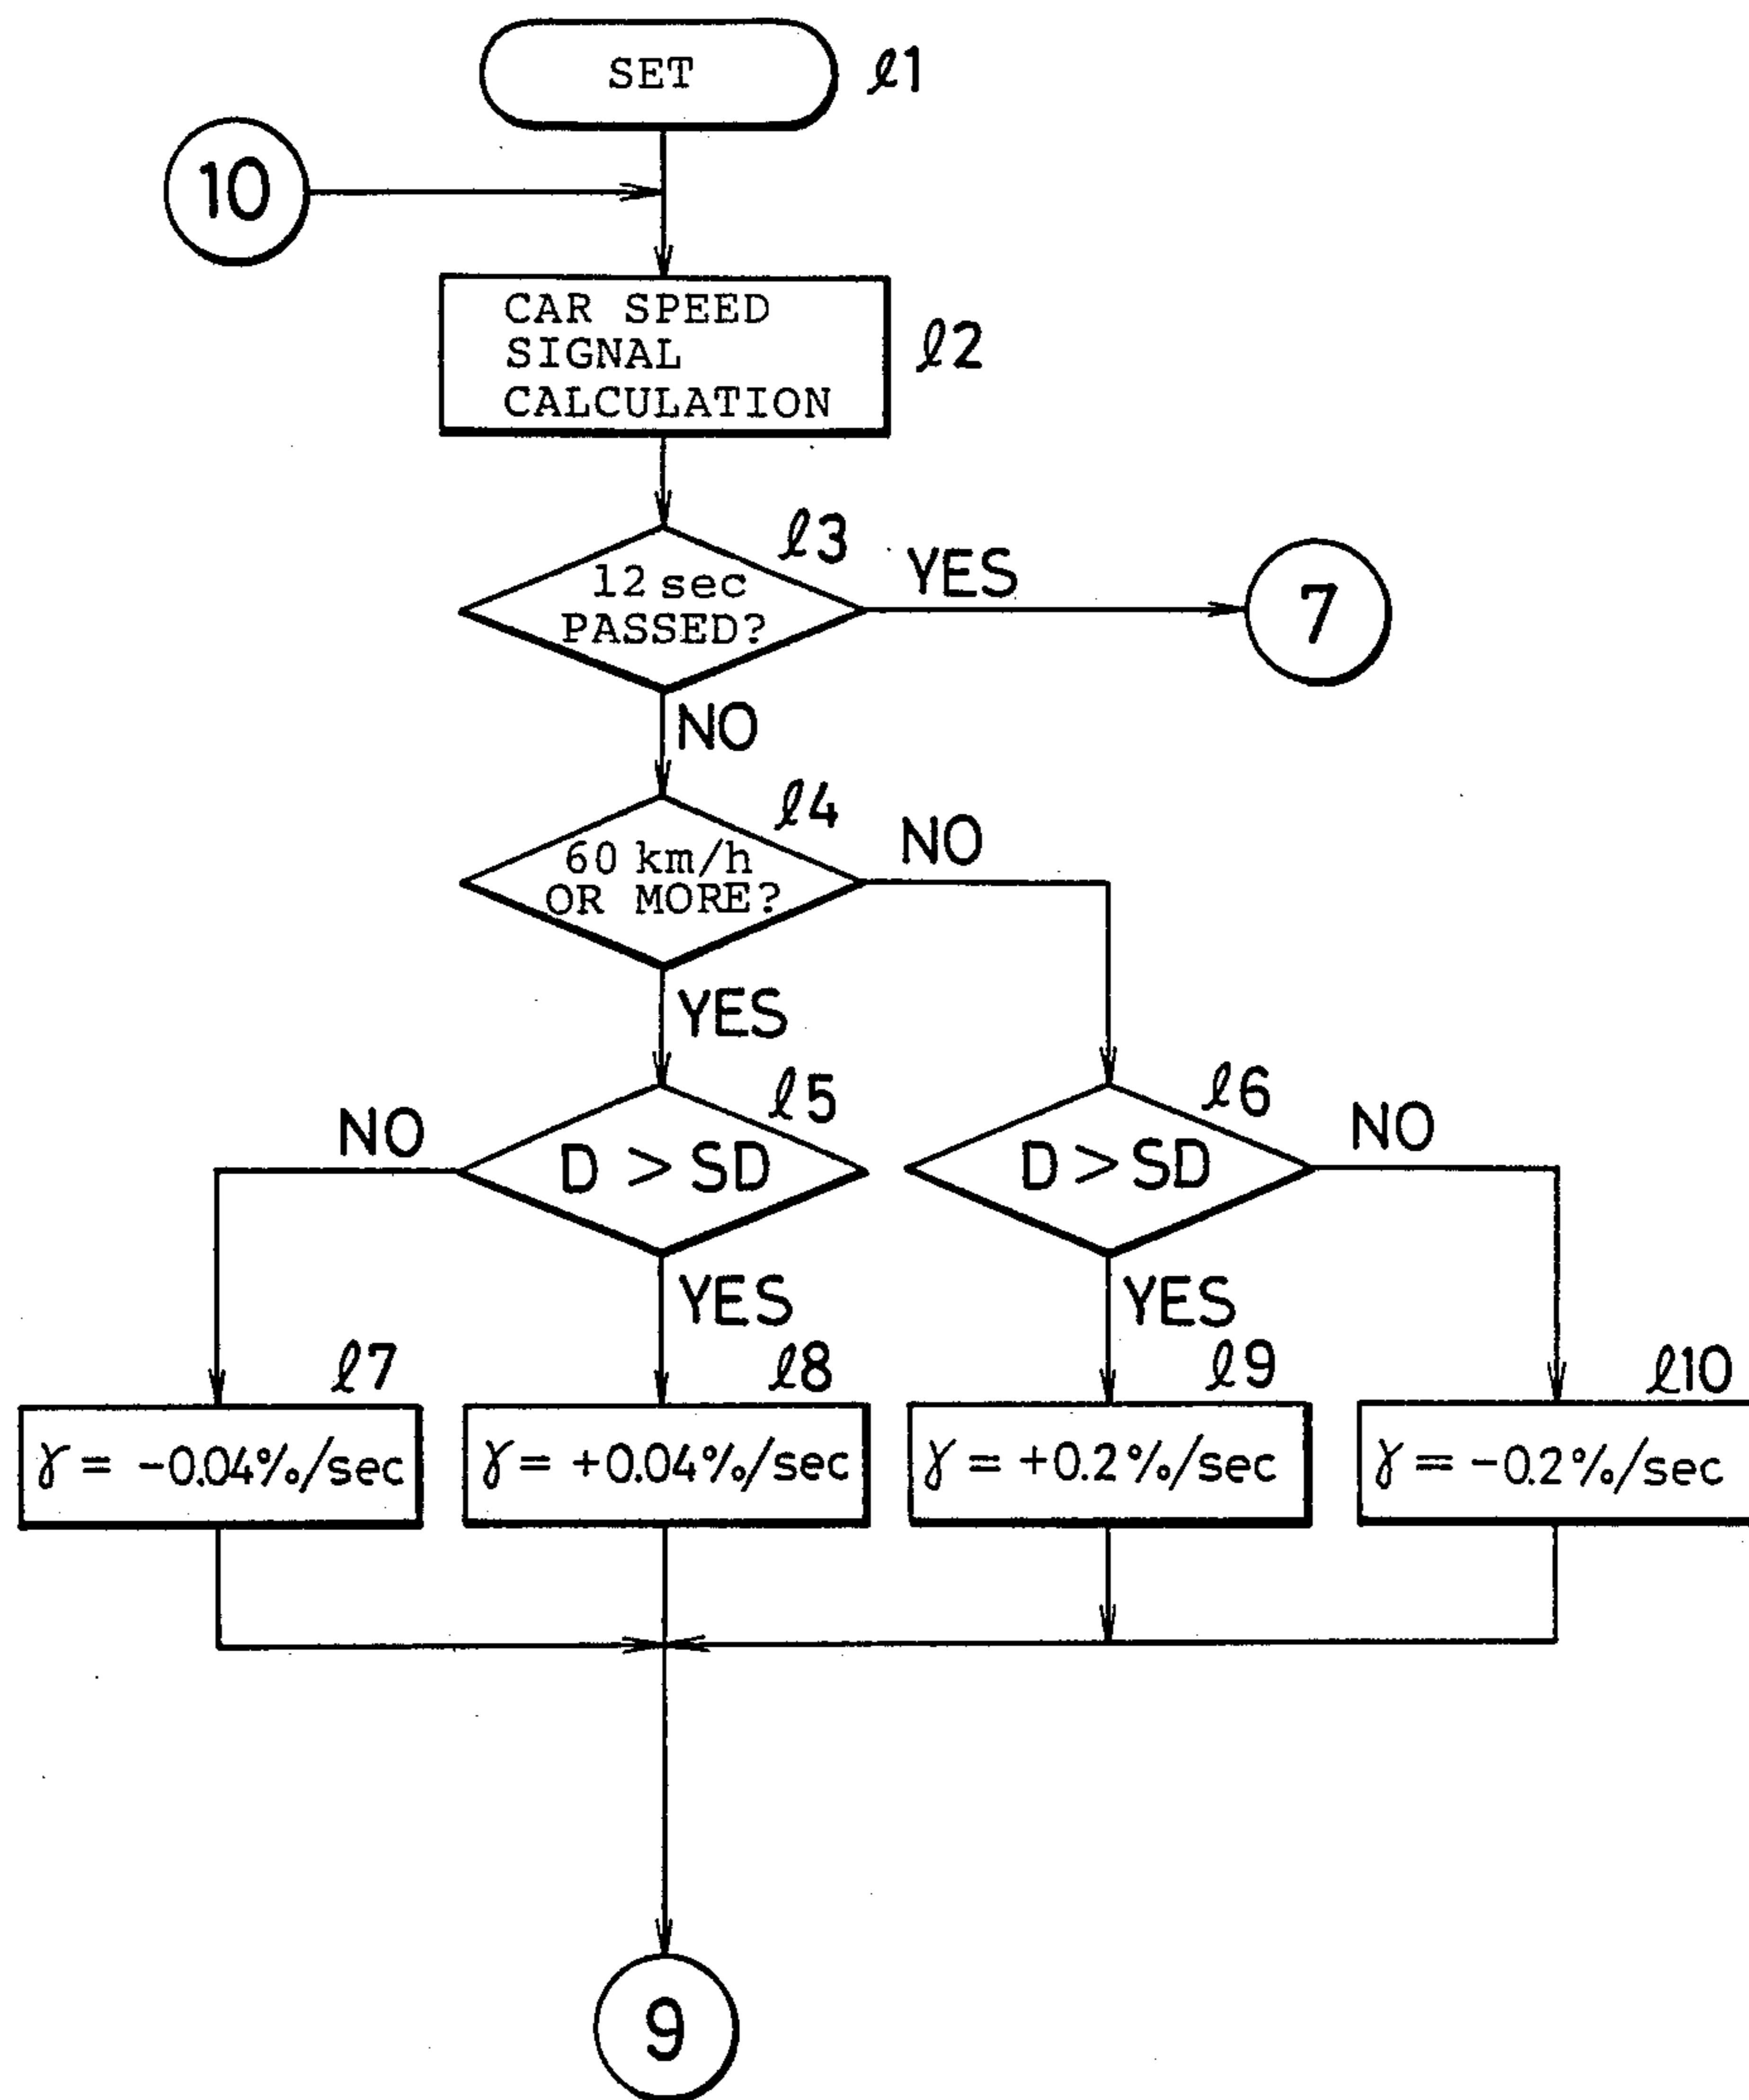 SET
ℓ1
10
CAR SPEED
SIGNAL
CALCULATION
ℓ2
ℓ3
12 sec
PASSED?
YES
7
NO
ℓ4
60 km/h
OR MORE?
NO
YES
ℓ5
D > SD
NO
ℓ6
D > SD
NO
YES
YES
ℓ7
γ = -0.04%/sec
ℓ8
γ = +0.04%/sec
ℓ9
γ = +0.2%/sec
ℓ10
γ = -0.2%/sec
9